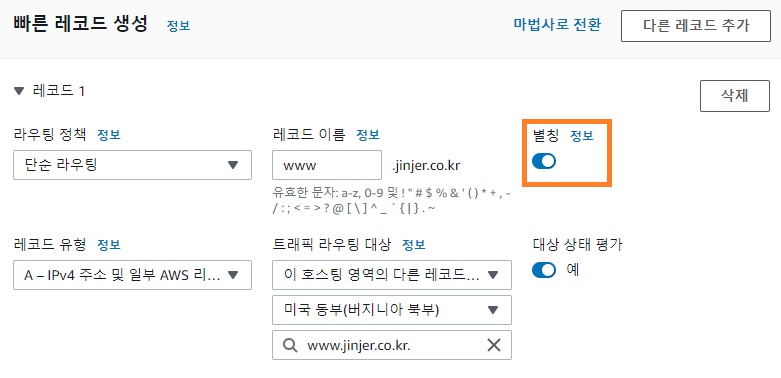 빠른 레코드 생성 정보 마법사로 전환 다른 레코드 추가
▼ 레코드 1 삭제
라우팅 정책 정보 레코드 이름 정보 별칭 정보
단순 라우팅 www .jinjer.co.kr
유효한 문자: a-z, 0-9 및 ! " # $ % & ' ( ) * + , -
/ : ; < = > ? @ [ \ ] ^ _ ` { | } . ~
레코드 유형 정보 트래픽 라우팅 대상 정보 대상 상태 평가
A – IPv4 주소 및 일부 AWS 리... 이 호스팅 영역의 다른 레코드... 예
미국 동부(버지니아 북부)
www.jinjer.co.kr.